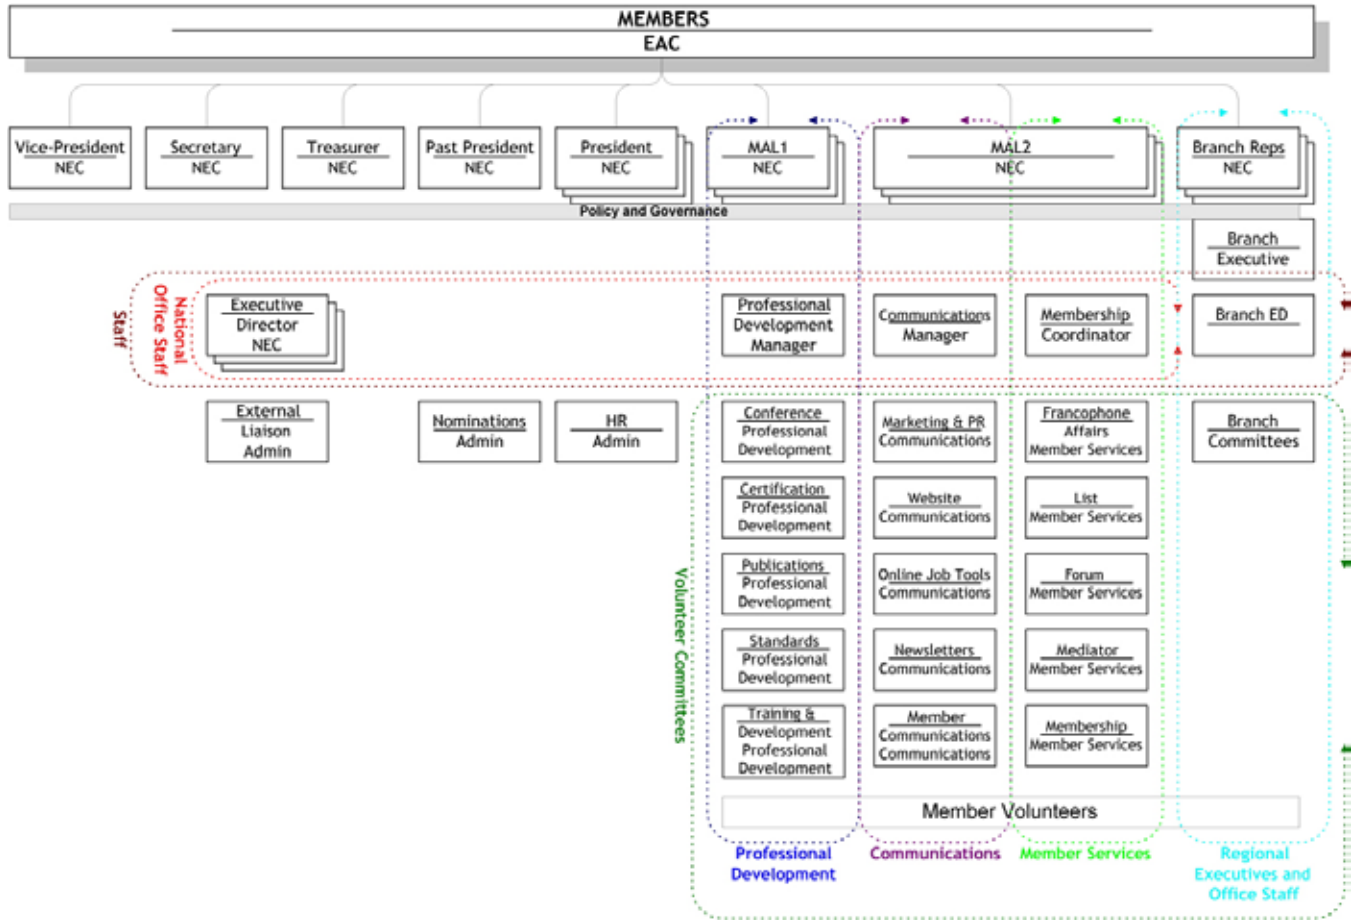 MEMBERS
EAC
Vice-President
NEC
Secretary
NEC
Treasurer
NEC
Past President
NEC
President
NEC
MAL1
NEC
MAL2
NEC
Branch Reps
NEC
Policy and Governance
Branch
Executive
Staff
National
Office Staff
Executive
Director
NEC
Professional
Development
Manager
Communications
Manager
Membership
Coordinator
Branch ED
External
Liaison
Admin
Nominations
Admin
HR
Admin
Conference
Professional
Development
Marketing & PR
Communications
Francophone
Affairs
Member Services
Branch
Committees
Certification
Professional
Development
Website
Communications
List
Member Services
Volunteer Committees
Publications
Professional
Development
Online Job Tools
Communications
Forum
Member Services
Standards
Professional
Development
Newsletters
Communications
Mediator
Member Services
Training &
Development
Professional
Development
Member
Communications
Communications
Membership
Member Services
Member Volunteers
Professional
Development
Communications
Member Services
Regional
Executives and
Office Staff